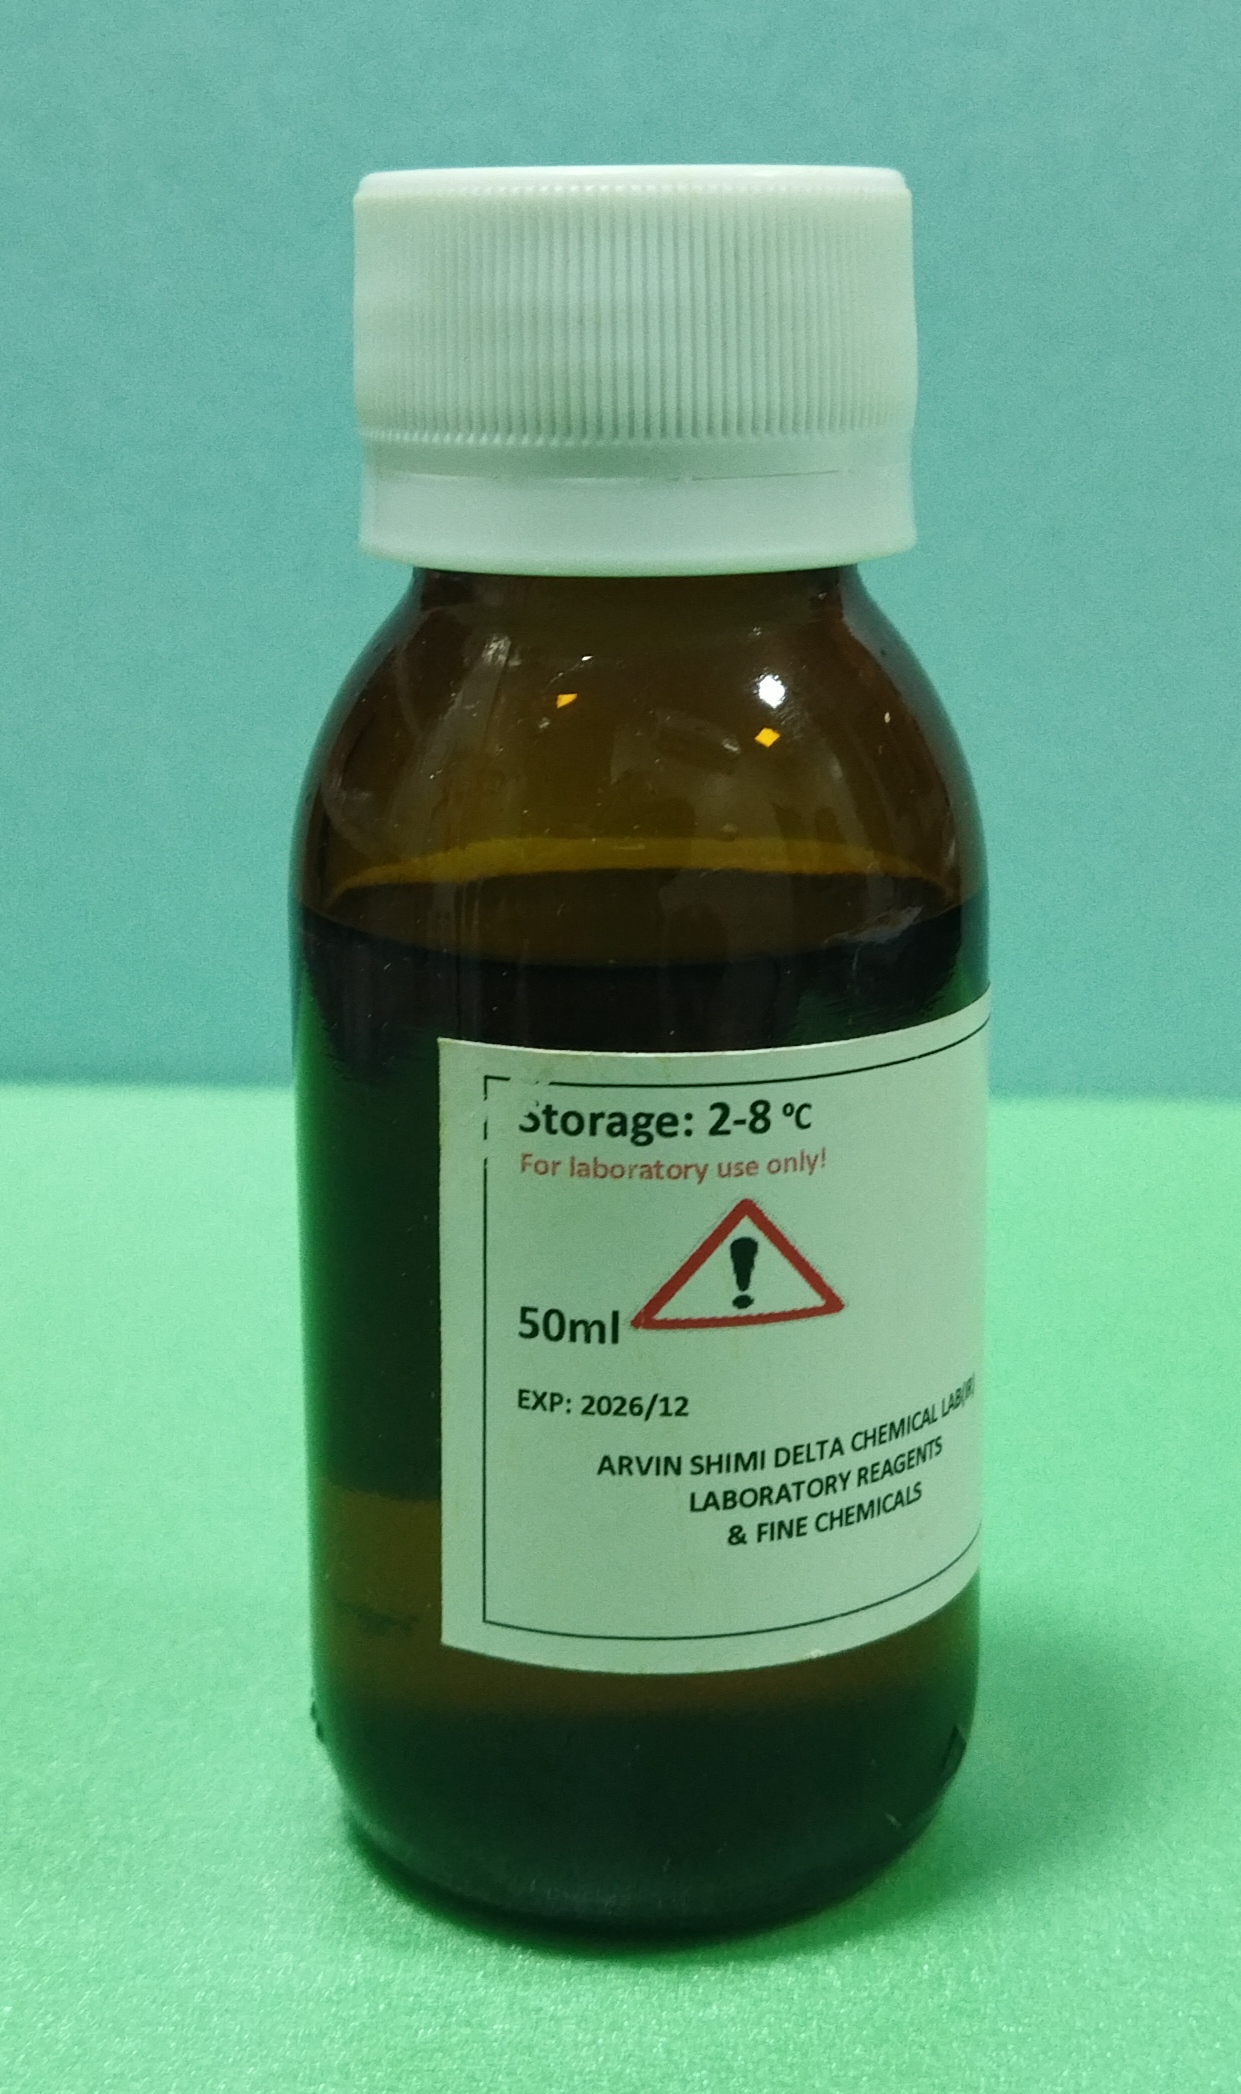 Storage: 2-8 ºC
For laboratory use only!
50ml
EXP: 2026/12
ARVIN SHIMI DELTA CHEMICAL LAB(IR)
LABORATORY REAGENTS
& FINE CHEMICALS